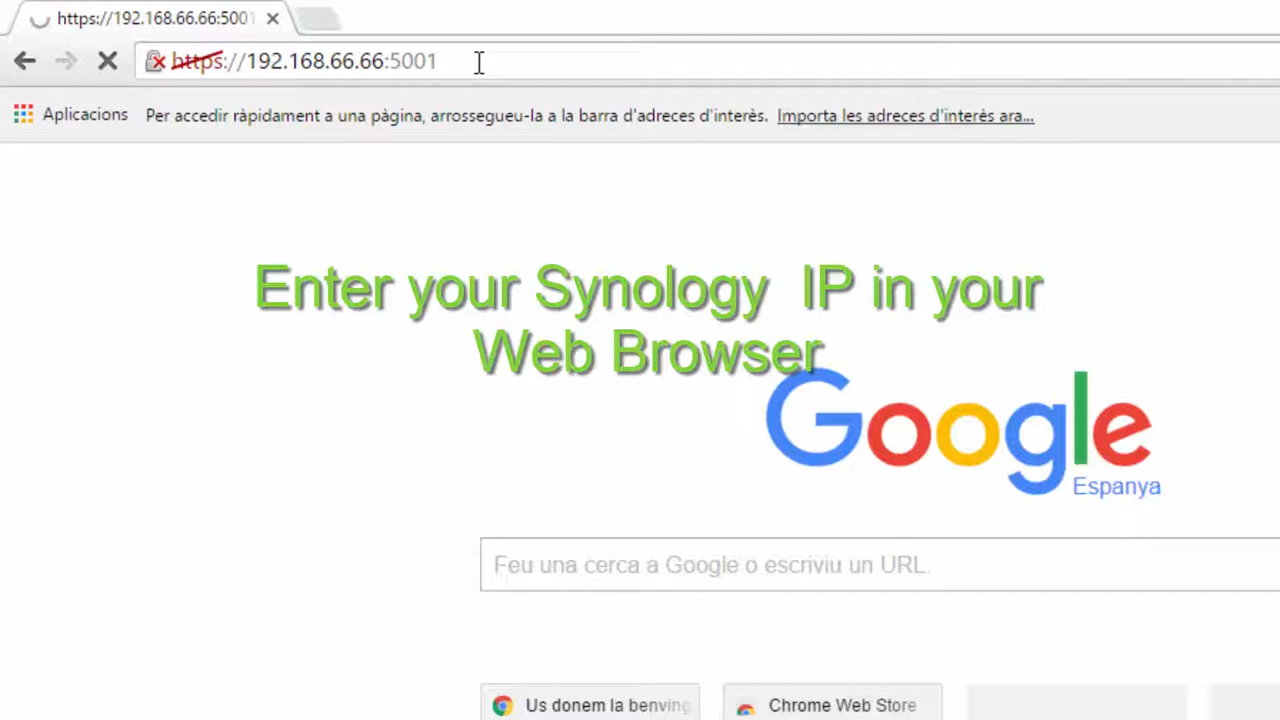 https://192.168.66.66:5001
https://192.168.66.66:5001
Aplicacions Per accedir ràpidament a una pàgina, arrossegueu-la a la barra d'adreces d'interès. Importa les adreces d'interès ara...
Enter your Synology IP in your
Web Browser
Google
Espanya
Feu una cerca a Google o escriviu un URL.
Us donem la benving Chrome Web Store